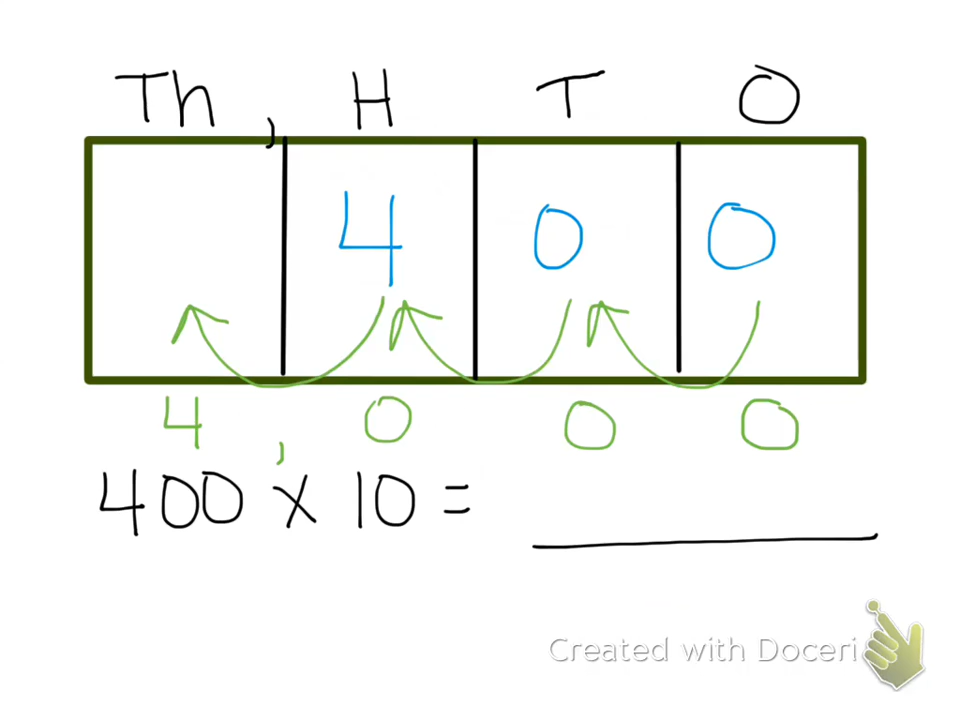 Th , H T O
4 0 0
4 , 0 0 0
400 x 10 =
Created with Doceri